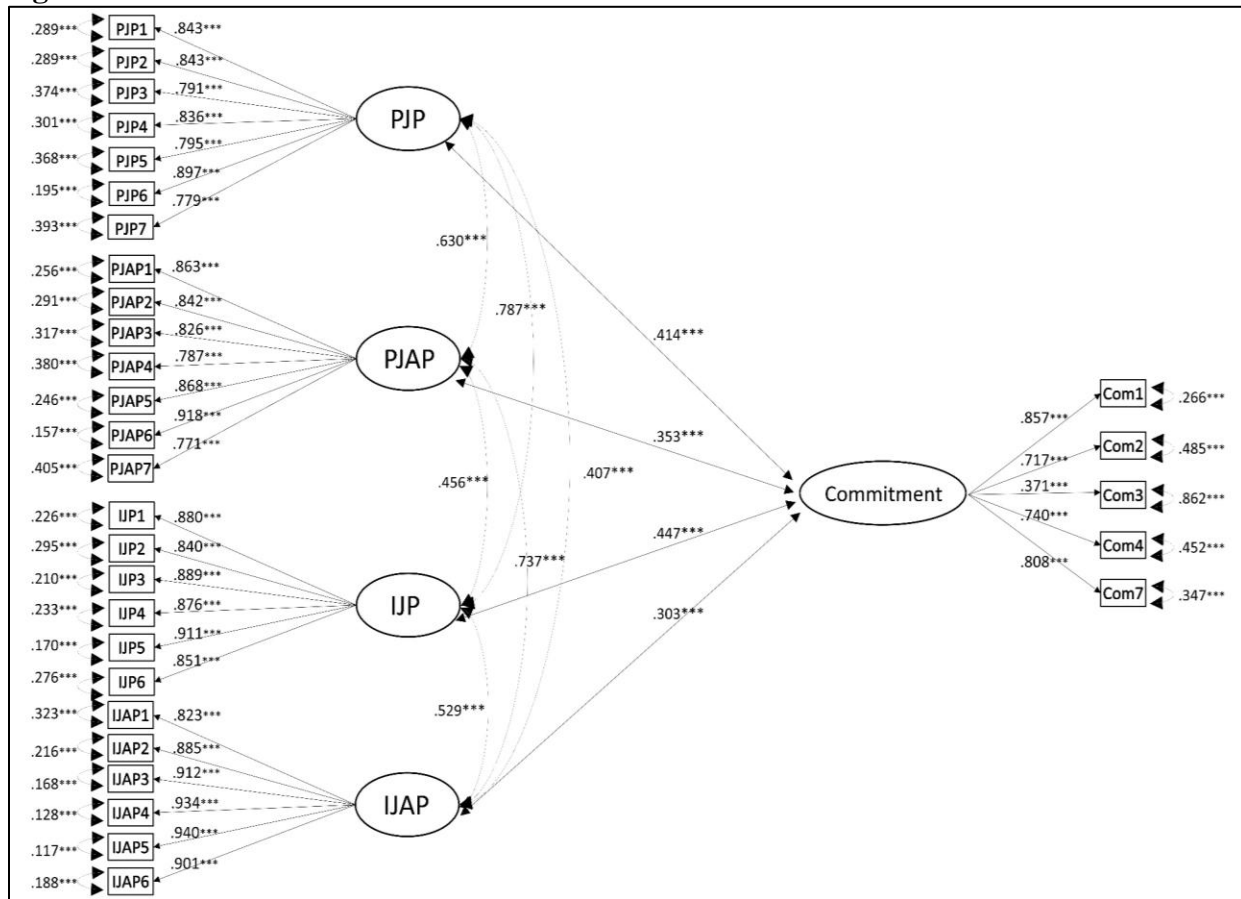 .289*** PJP1 .843***
.289*** PJP2 .843***
.374*** PJP3 .791***
.301*** PJP4 .836***
.368*** PJP5 .795***
.195*** PJP6 .897***
.393*** PJP7 .779***
PJP
.630***
.256*** PJAP1 .863***
.291*** PJAP2 .842***
.317*** PJAP3 .826***
.380*** PJAP4 .787***
.246*** PJAP5 .868***
.157*** PJAP6 .918***
.405*** PJAP7 .771***
PJAP
.787***
.414***
.353***
.456***
.407***
.226*** IJP1 .880***
.295*** IJP2 .840***
.210*** IJP3 .889***
.233*** IJP4 .876***
.170*** IJP5 .911***
.276*** IJP6 .851***
IJP
.447***
.737***
.303***
.529***
.323*** IJAP1 .823***
.216*** IJAP2 .885***
.168*** IJAP3 .912***
.128*** IJAP4 .934***
.117*** IJAP5 .940***
.188*** IJAP6 .901***
IJAP
Commitment
.857*** Com1 .266***
.717*** Com2 .485***
.371*** Com3 .862***
.740*** Com4 .452***
.808*** Com7 .347***